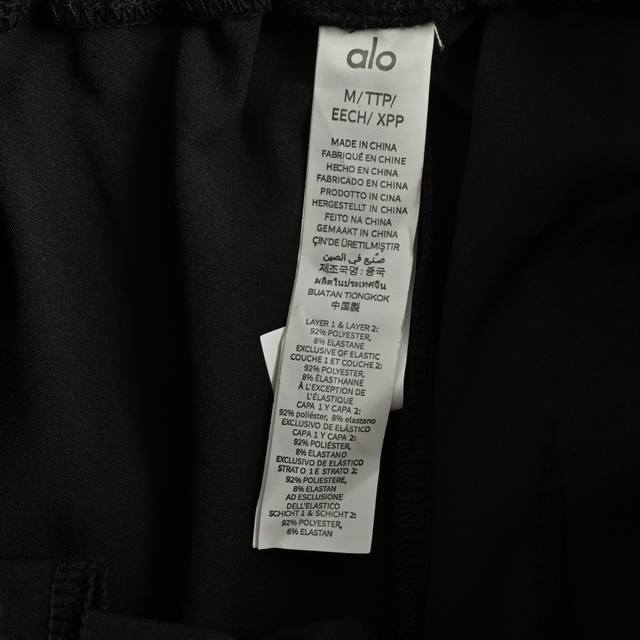 alo
M/TTP/
EECH/XPP
MADE IN CHINA
FABRIQUÉ EN CHINE
HECHO EN CHINA
FABRICADO EN CHINA
PRODOTTO IN CINA
HERGESTELLT IN CHINA
FEITO NA CHINA
GEMAAKT IN CHINA
ÇİN'DE ÜRETİLMİŞTİR
صنع في الصين
제조국명: 중국
ผลิตในประเทศจีน
BUATAN TIONGKOK
中国製
LAYER 1 & LAYER 2:
92% POLYESTER,
8% ELASTANE
EXCLUSIVE OF ELASTIC
COUCHE 1 ET COUCHE 2:
92% POLYESTER,
8% ÉLASTHANNE
À L'EXCEPTION DE
L'ÉLASTIQUE
CAPA 1 Y CAPA 2:
92% poliéster, 8% elastano
EXCLUSIVO DE ELÁSTICO
CAPA 1 Y CAPA 2:
92% POLIÉSTER,
8% ELASTANO
EXCLUSIVO DE ELÁSTICO
STRATO 1 E STRATO 2:
92% POLIESTERE,
8% ELASTAN
AD ESCLUSIONE
DELL'ELASTICO
SCHICHT 1 & SCHICHT 2:
92% POLYESTER,
8% ELASTAN